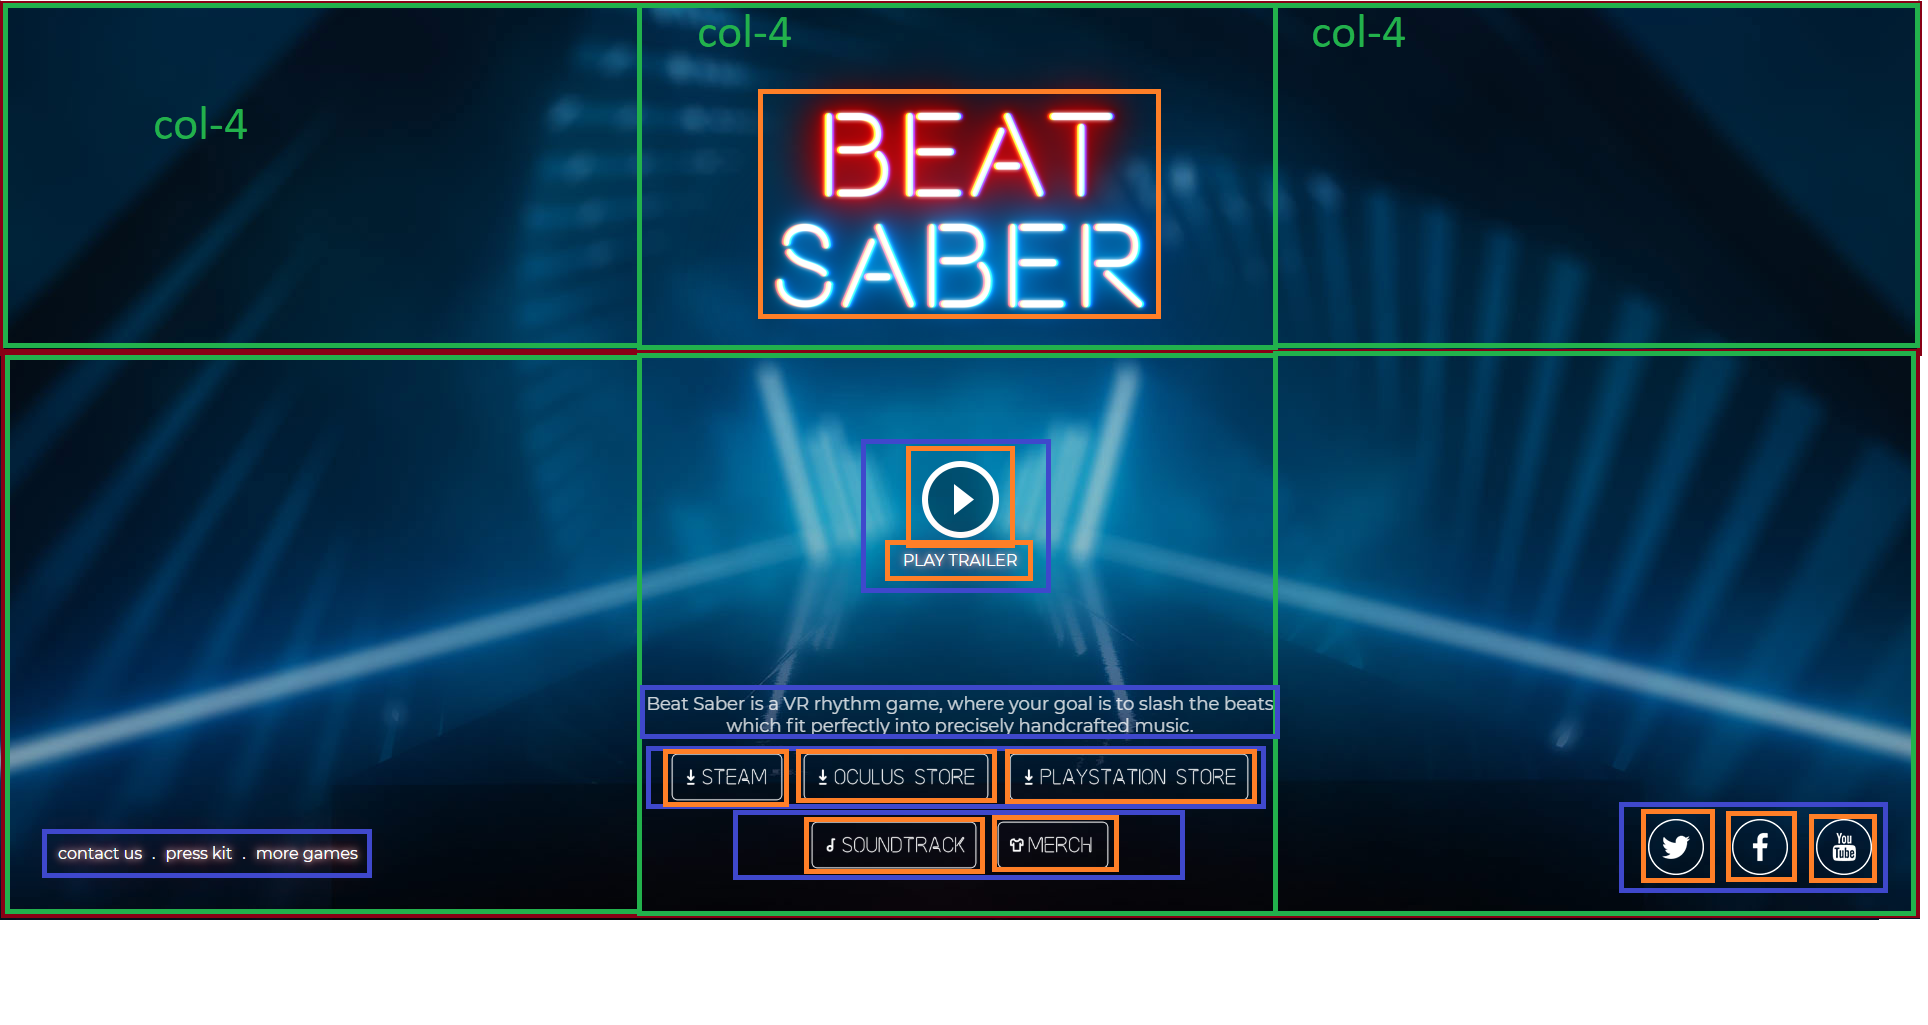 col-4
col-4
col-4
BEAT
SABER
PLAY TRAILER
Beat Saber is a VR rhythm game, where your goal is to slash the beats
which fit perfectly into precisely handcrafted music.
STEAM
OCULUS STORE
PLAYSTATION STORE
SOUNDTRACK
MERCH
contact us . press kit . more games
You
Tube